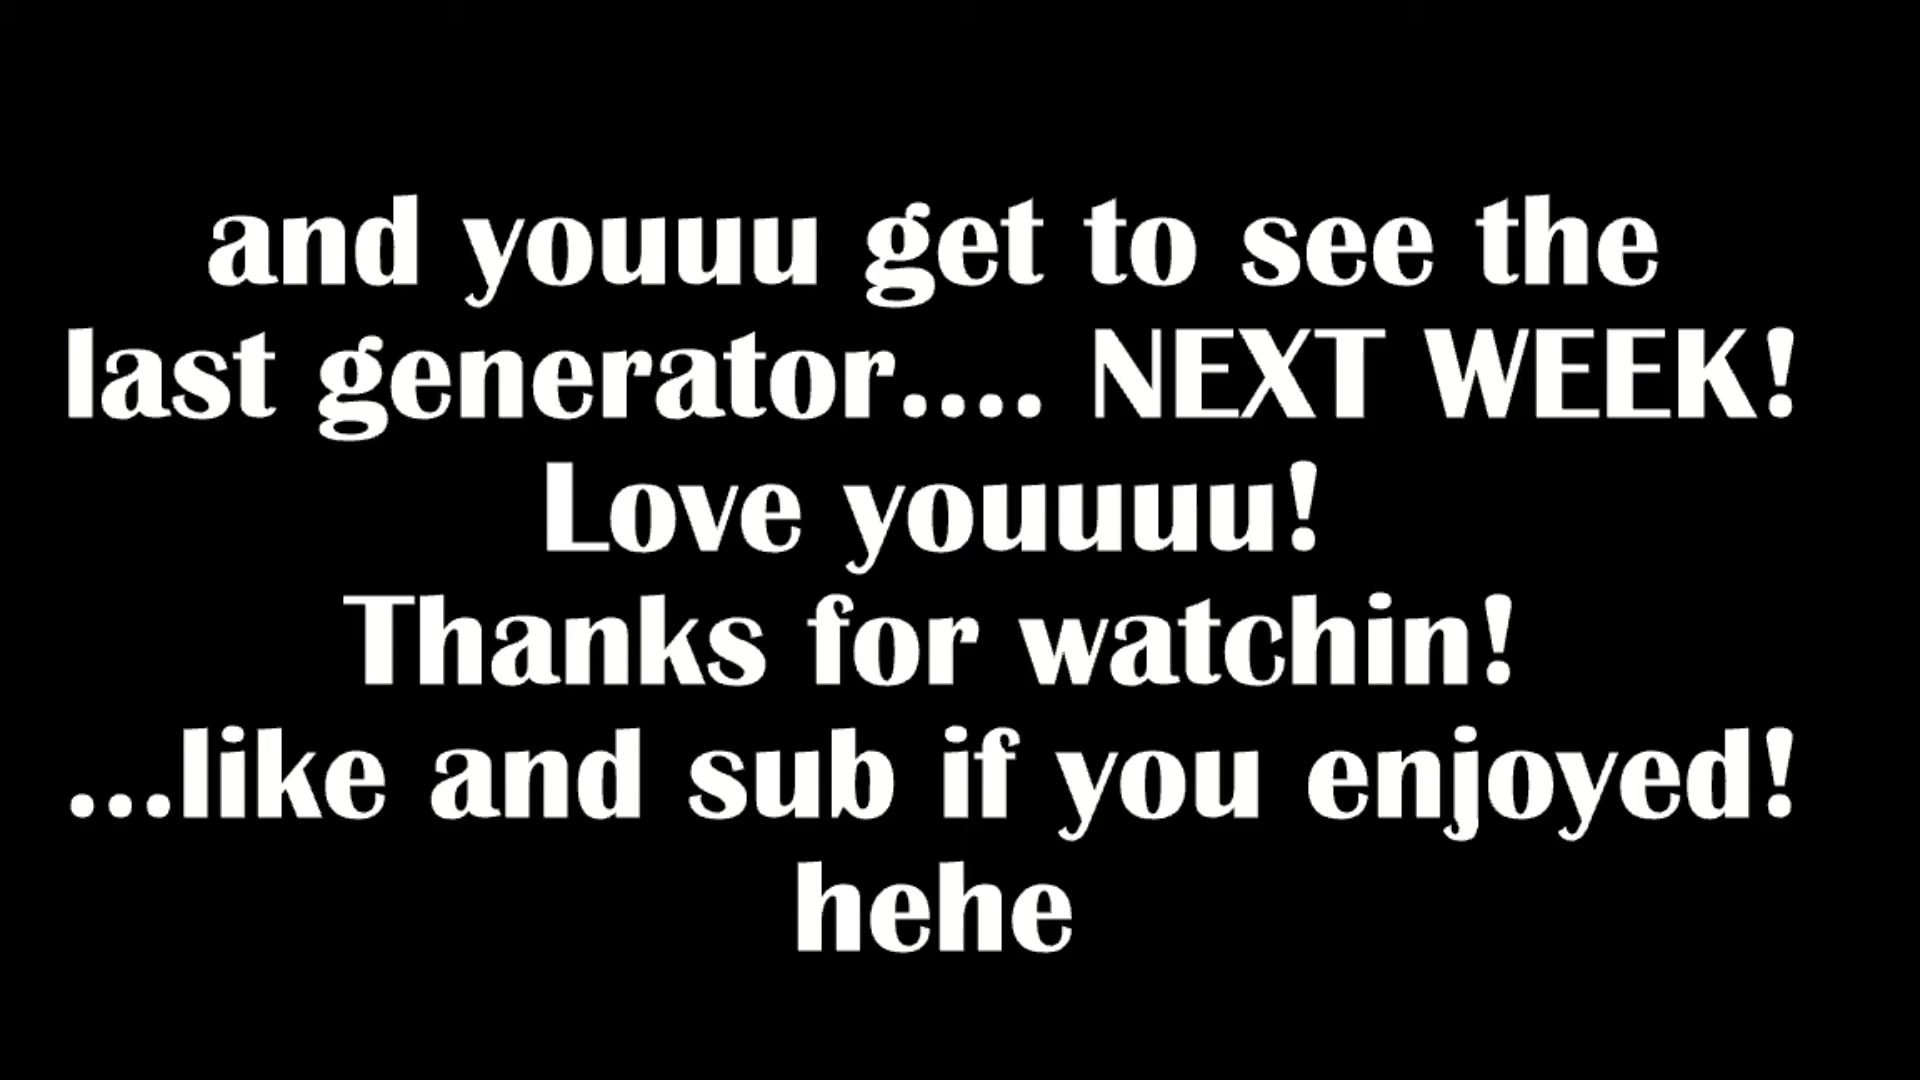 and youuu get to see the
last generator.... NEXT WEEK!
Love youuuu!
Thanks for watchin!
...like and sub if you enjoyed!
hehe